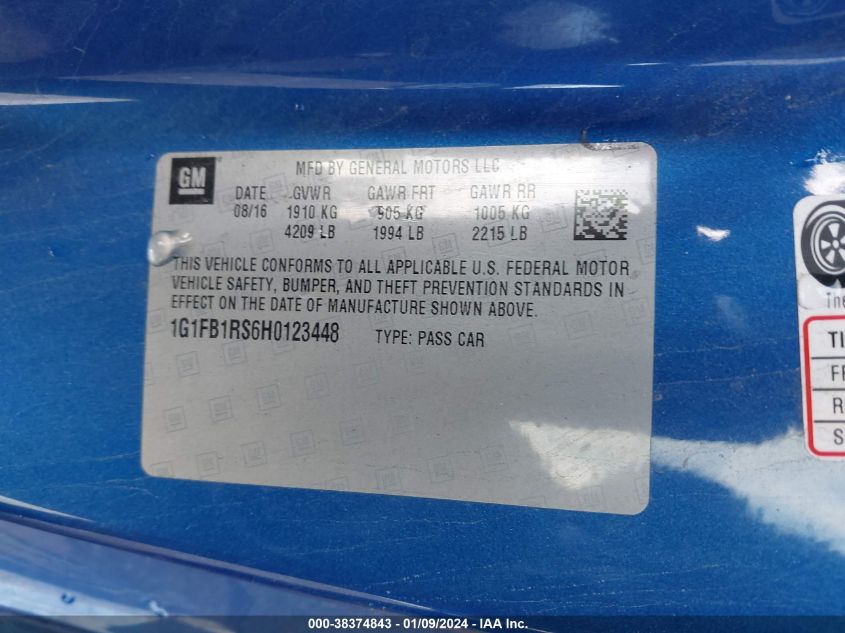 GM
MFD BY GENERAL MOTORS LLC
DATE GVWR GAWR FRT GAWR RR
08/16 1910 KG 905 KG 1005 KG
4209 LB 1994 LB 2215 LB
THIS VEHICLE CONFORMS TO ALL APPLICABLE U.S. FEDERAL MOTOR
VEHICLE SAFETY, BUMPER, AND THEFT PREVENTION STANDARDS IN
EFFECT ON THE DATE OF MANUFACTURE SHOWN ABOVE.
1G1FB1RS6H0123448 TYPE: PASS CAR
000-38374843 - 01/09/2024 - IAA Inc.